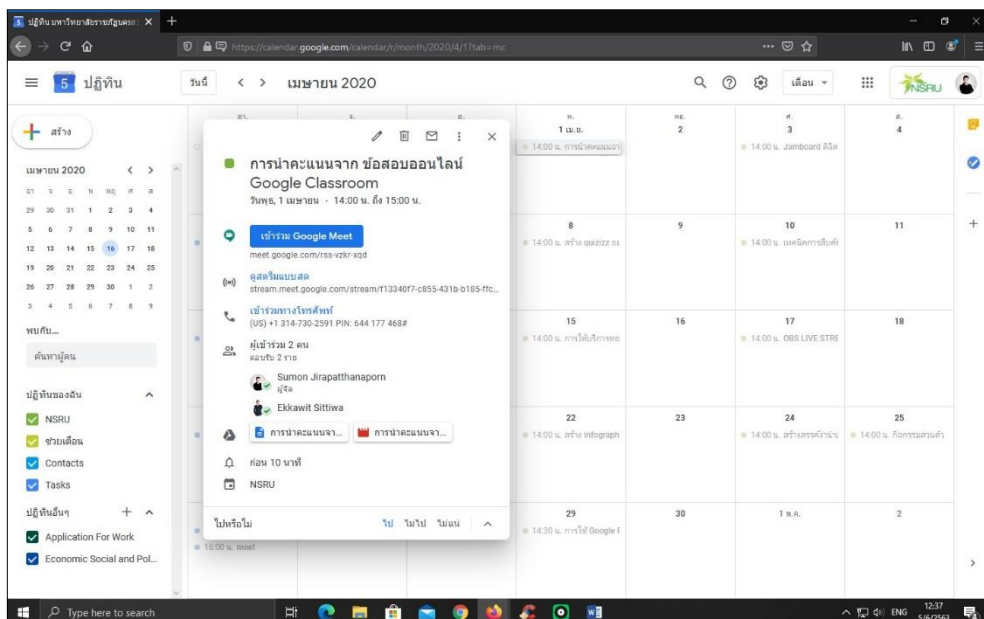 ปฏิทิน มหาวิทยาลัยราชภัฏนครสว
https://calendar.google.com/calendar/r/month/2020/4/1?tab=mc
5 ปฏิทิน
วันนี้ เมษายน 2020 เดือน NSRU
สร้าง
เมษายน 2020
อา จ อ พ พฤ ศ ส
29 30 31 1 2 3 4
5 6 7 8 9 10 11
12 13 14 15 16 17 18
19 20 21 22 23 24 25
26 27 28 29 30 1 2
3 4 5 6 7 8 9
พบกับ...
ค้นหาผู้คน
ปฏิทินของฉัน
NSRU
ช่วยเตือน
Contacts
Tasks
ปฏิทินอื่นๆ
Application For Work
Economic Social and Pol...
การนำคะแนนจาก ข้อสอบออนไลน์
Google Classroom
วันพุธ, 1 เมษายน · 14:00 น. ถึง 15:00 น.
เข้าร่วม Google Meet
meet.google.com/rss-vzkr-xqd
ดูสตรีมแบบสด
stream.meet.google.com/stream/f13340f7-c855-431b-b185-ffc...
เข้าร่วมทางโทรศัพท์
(US) +1 314-730-2591 PIN: 644 177 468#
ผู้เข้าร่วม 2 คน
ตอบรับ 2 ราย
Sumon Jirapatthanaporn
ผู้จัด
Ekkawit Sittiwa
การนำคะแนนจา... การนำคะแนนจา...
ก่อน 10 นาที
NSRU
ไปหรือไม่ ไป ไม่ไป ไม่แน่
16:00 น. meet
อา. จ. พ. พฤ. ศ. ส.
1 เม.ย. 2 3 4
14:00 น. การนำคะแนนจา
14:00 น. Jamboard
8 9 10 11
14:00 น. สร้าง quizizz
14:00 น. เทคนิคการสืบค้
15 16 17 18
14:00 น. การให้บริการ
14:00 น. OBS LIVE STRE
22 23 24 25
14:00 น. สร้าง Infograph
14:00 น.
14:00 น. กิจกรรมส่วนตัว
29 30 1 พ.ค. 2
14:30 น. การใช้ Google F
Type here to search
ENG
12:37
5/6/2563